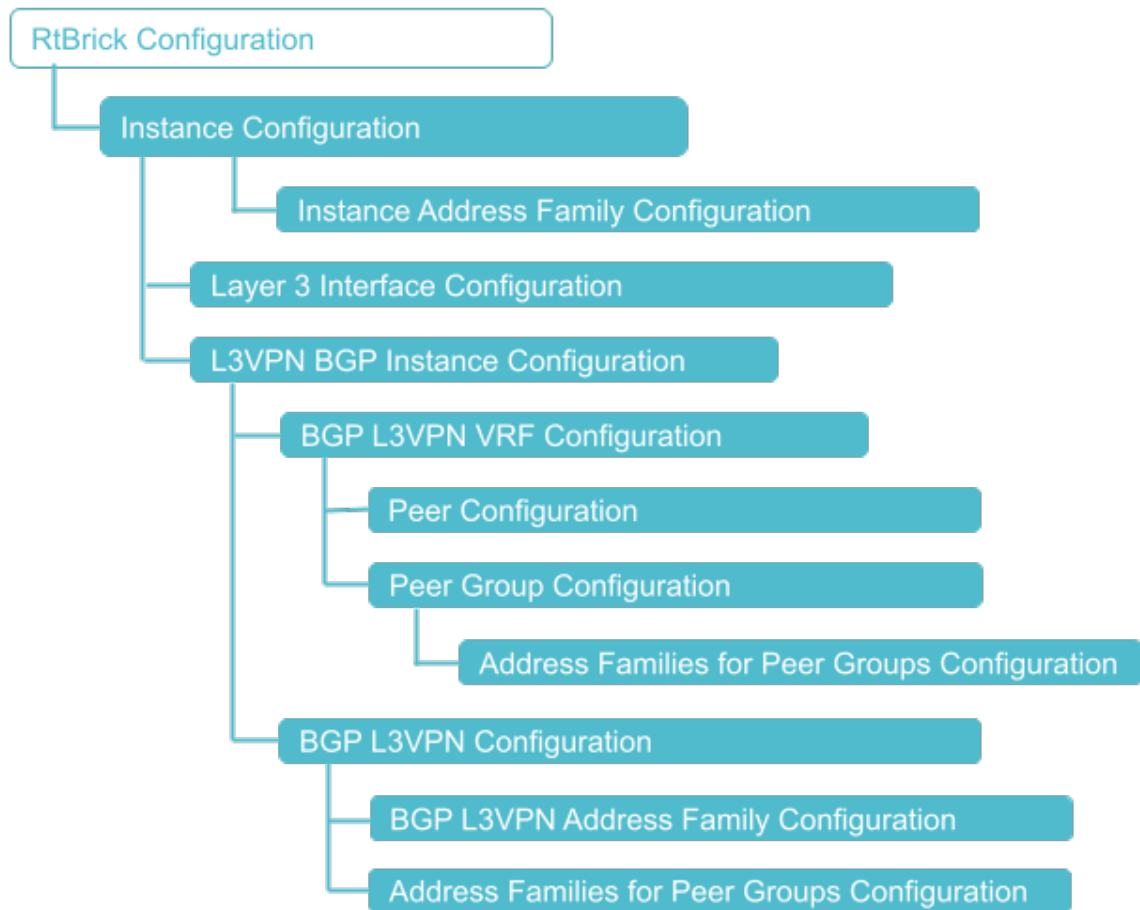 RtBrick Configuration
Instance Configuration
Instance Address Family Configuration
Layer 3 Interface Configuration
L3VPN BGP Instance Configuration
BGP L3VPN VRF Configuration
Peer Configuration
Peer Group Configuration
Address Families for Peer Groups Configuration
BGP L3VPN Configuration
BGP L3VPN Address Family Configuration
Address Families for Peer Groups Configuration